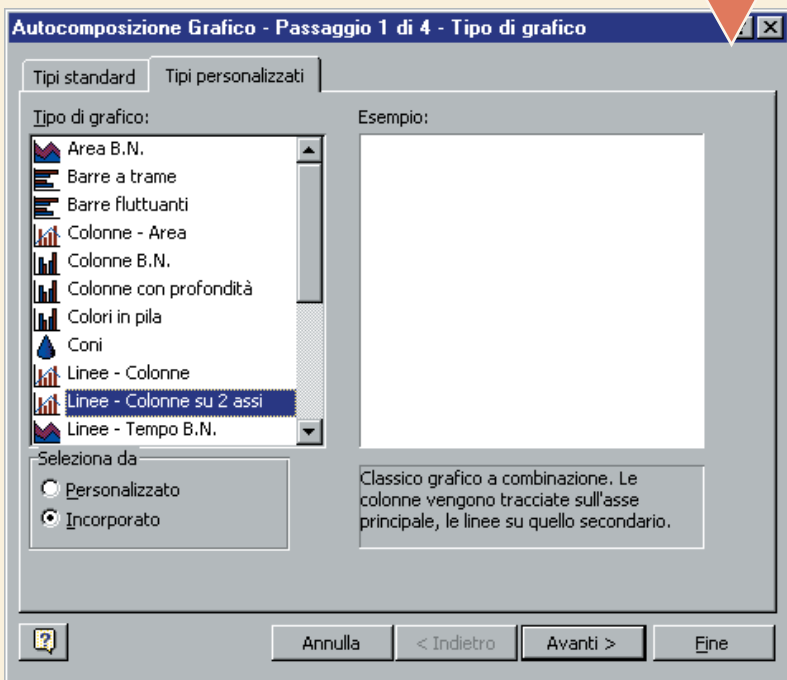 Autocomposizione Grafico - Passaggio 1 di 4 - Tipo di grafico
Tipi standard
Tipi personalizzati
Tipo di grafico:
Area B.N.
Barre a trame
Barre fluttuanti
Colonne - Area
Colonne B.N.
Colonne con profondità
Colori in pila
Coni
Linee - Colonne
Linee - Colonne su 2 assi
Linee - Tempo B.N.
Seleziona da
Personalizzato
Incorporato
Esempio:
Classico grafico a combinazione. Le
colonne vengono tracciate sull'asse
principale, le linee su quello secondario.
Annulla
< Indietro
Avanti >
Fine